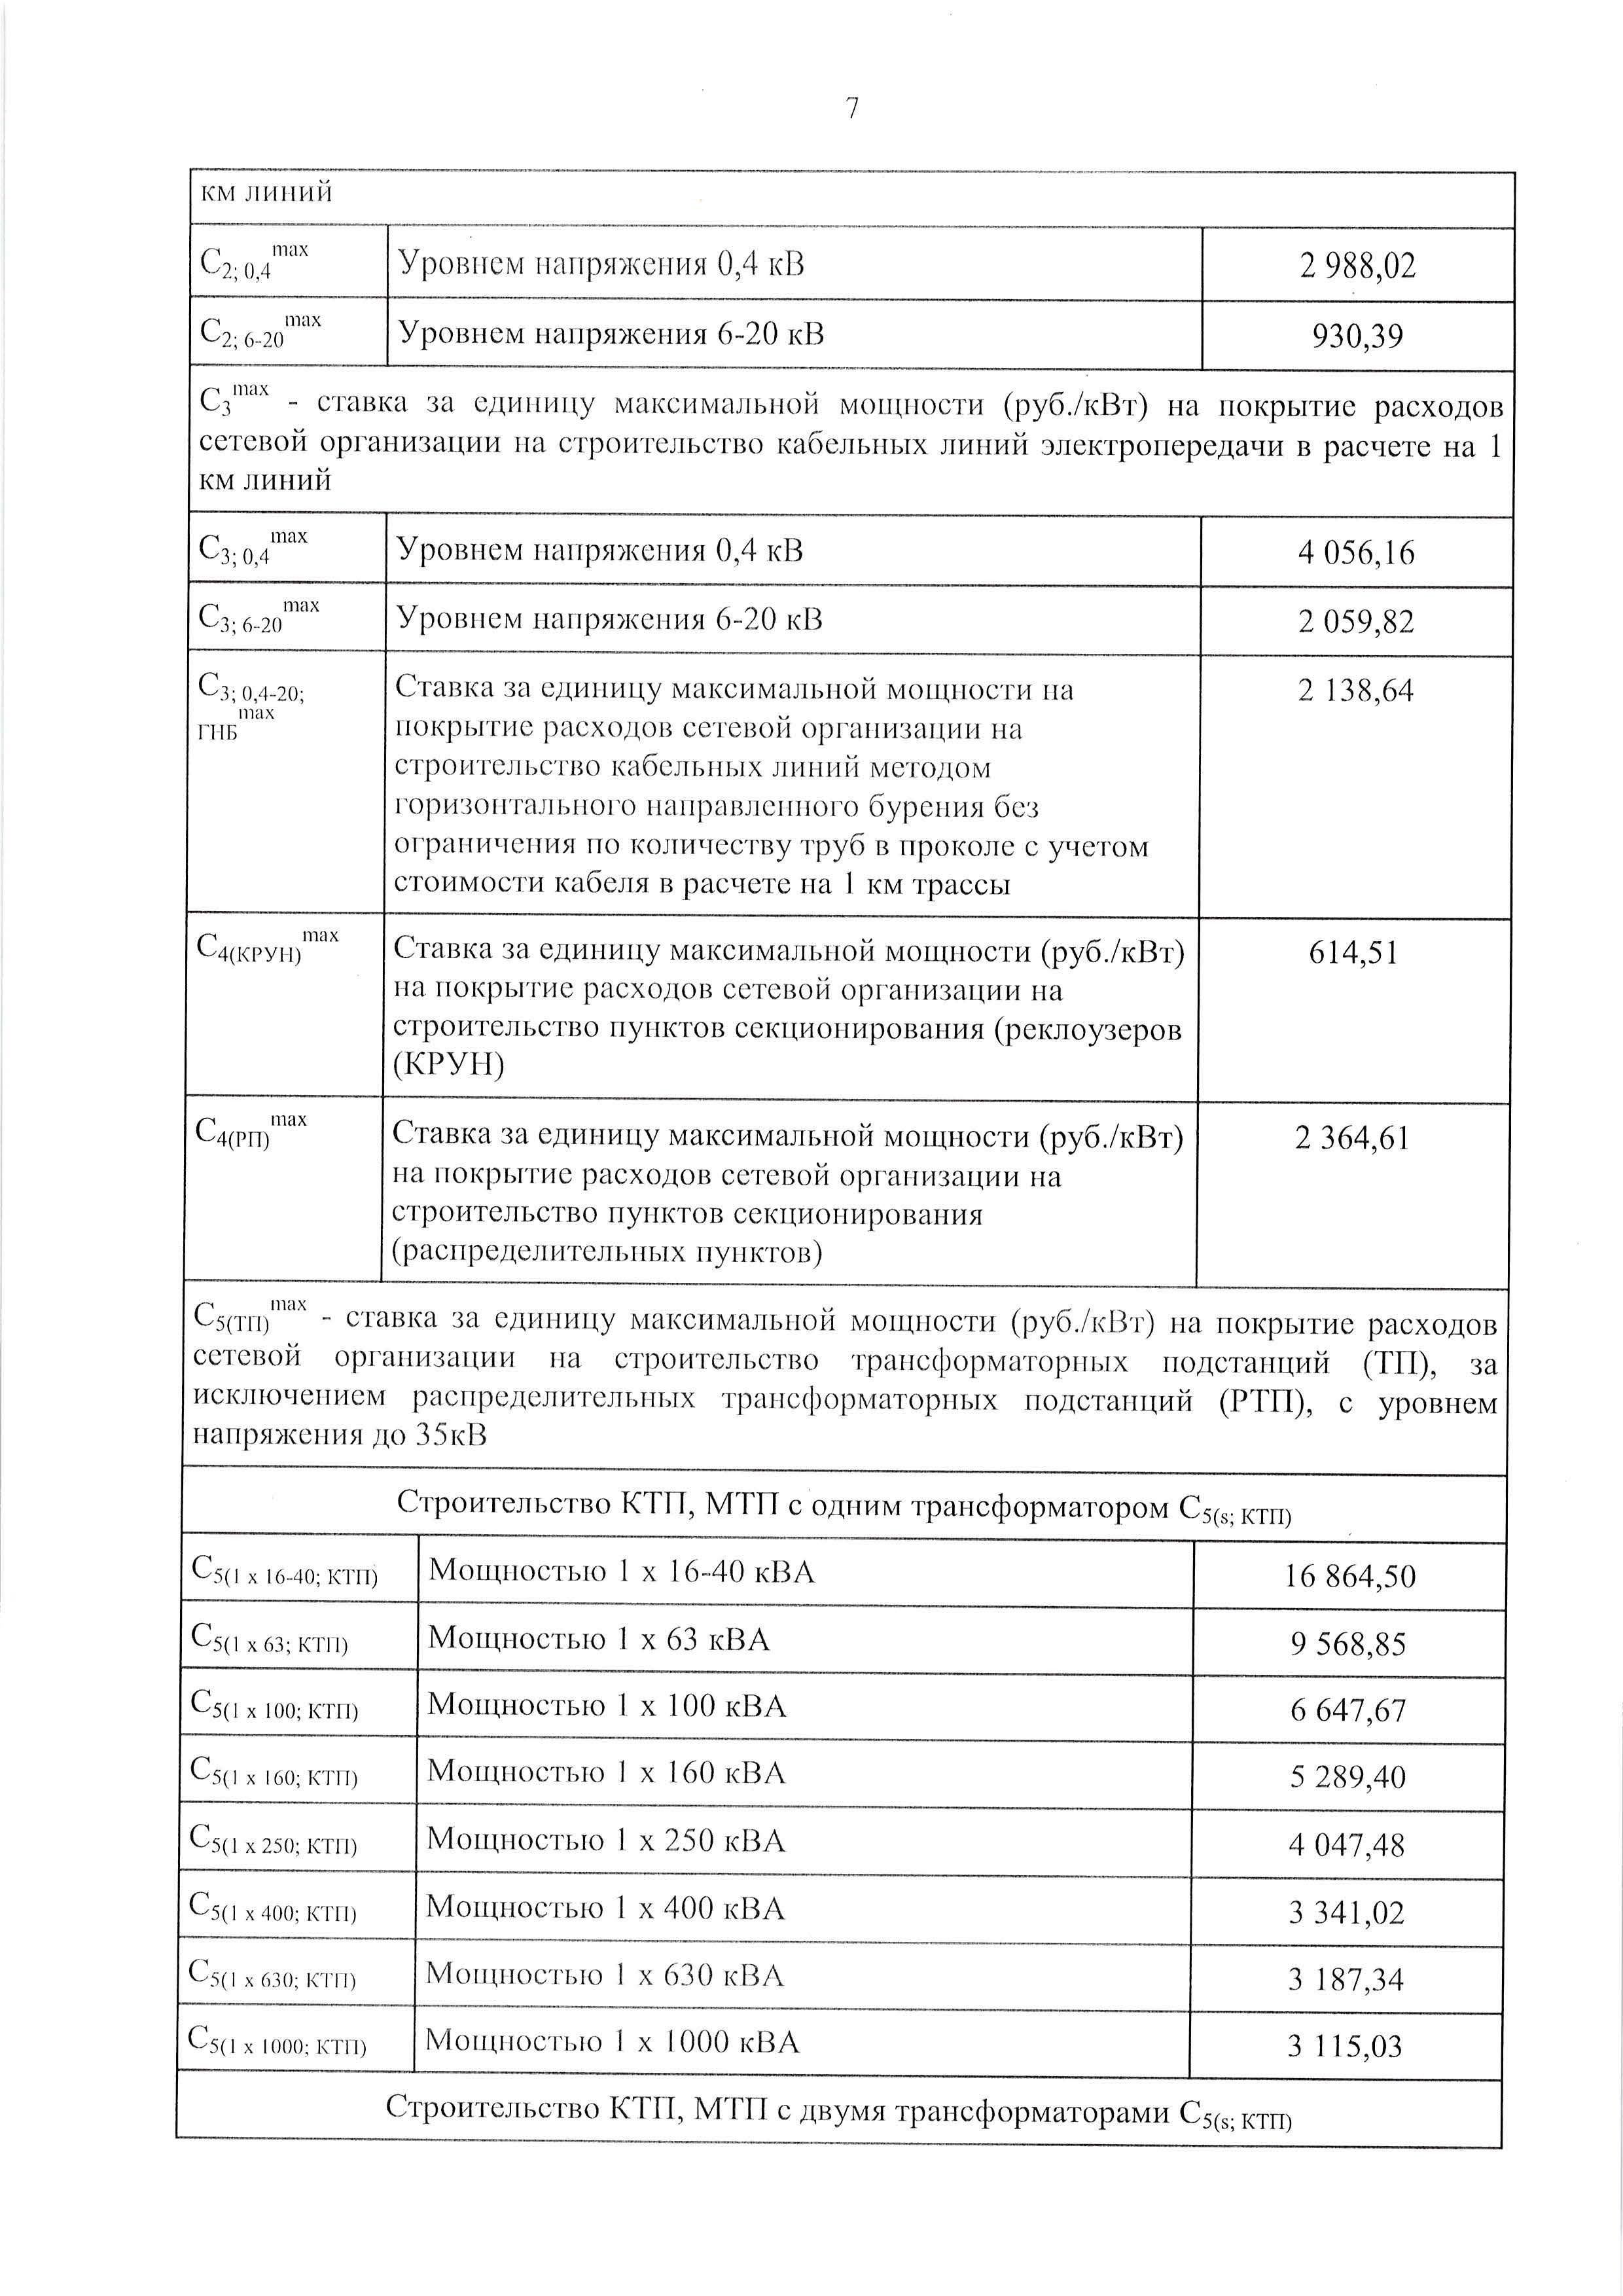 7
км линий
C2; 0,4 max Уровнем напряжения 0,4 кВ 2 988,02
C2; 6-20 max Уровнем напряжения 6-20 кВ 930,39
C3 max - ставка за единицу максимальной мощности (руб./кВт) на покрытие расходов
сетевой организации на строительство кабельных линий электропередачи в расчете на 1
км линий
C3; 0,4 max Уровнем напряжения 0,4 кВ 4 056,16
C3; 6-20 max Уровнем напряжения 6-20 кВ 2 059,82
C3; 0,4-20; Ставка за единицу максимальной мощности на 2 138,64
ГНБ max покрытие расходов сетевой организации на
строительство кабельных линий методом
горизонтального направленного бурения без
ограничения по количеству труб в проколе с учетом
стоимости кабеля в расчете на 1 км трассы
C4(КРУН) max Ставка за единицу максимальной мощности (руб./кВт) 614,51
на покрытие расходов сетевой организации на
строительство пунктов секционирования (реклоузеров
(КРУН)
C4(РП) max Ставка за единицу максимальной мощности (руб./кВт) 2 364,61
на покрытие расходов сетевой организации на
строительство пунктов секционирования
(распределительных пунктов)
C5(ТП) max - ставка за единицу максимальной мощности (руб./кВт) на покрытие расходов
сетевой организации на строительство трансформаторных подстанций (ТП), за
исключением распределительных трансформаторных подстанций (РТП), с уровнем
напряжения до 35кВ
Строительство КТП, МТП с одним трансформатором C5(s; КТП)
C5(1 x 16-40; КТП) Мощностью 1 х 16-40 кВА 16 864,50
C5(1 x 63; КТП) Мощностью 1 х 63 кВА 9 568,85
C5(1 x 100; КТП) Мощностью 1 х 100 кВА 6 647,67
C5(1 x 160; КТП) Мощностью 1 х 160 кВА 5 289,40
C5(1 x 250; КТП) Мощностью 1 х 250 кВА 4 047,48
C5(1 x 400; КТП) Мощностью 1 х 400 кВА 3 341,02
C5(1 x 630; КТП) Мощностью 1 х 630 кВА 3 187,34
C5(1 x 1000; КТП) Мощностью 1 х 1000 кВА 3 115,03
Строительство КТП, МТП с двумя трансформаторами C5(s; КТП)